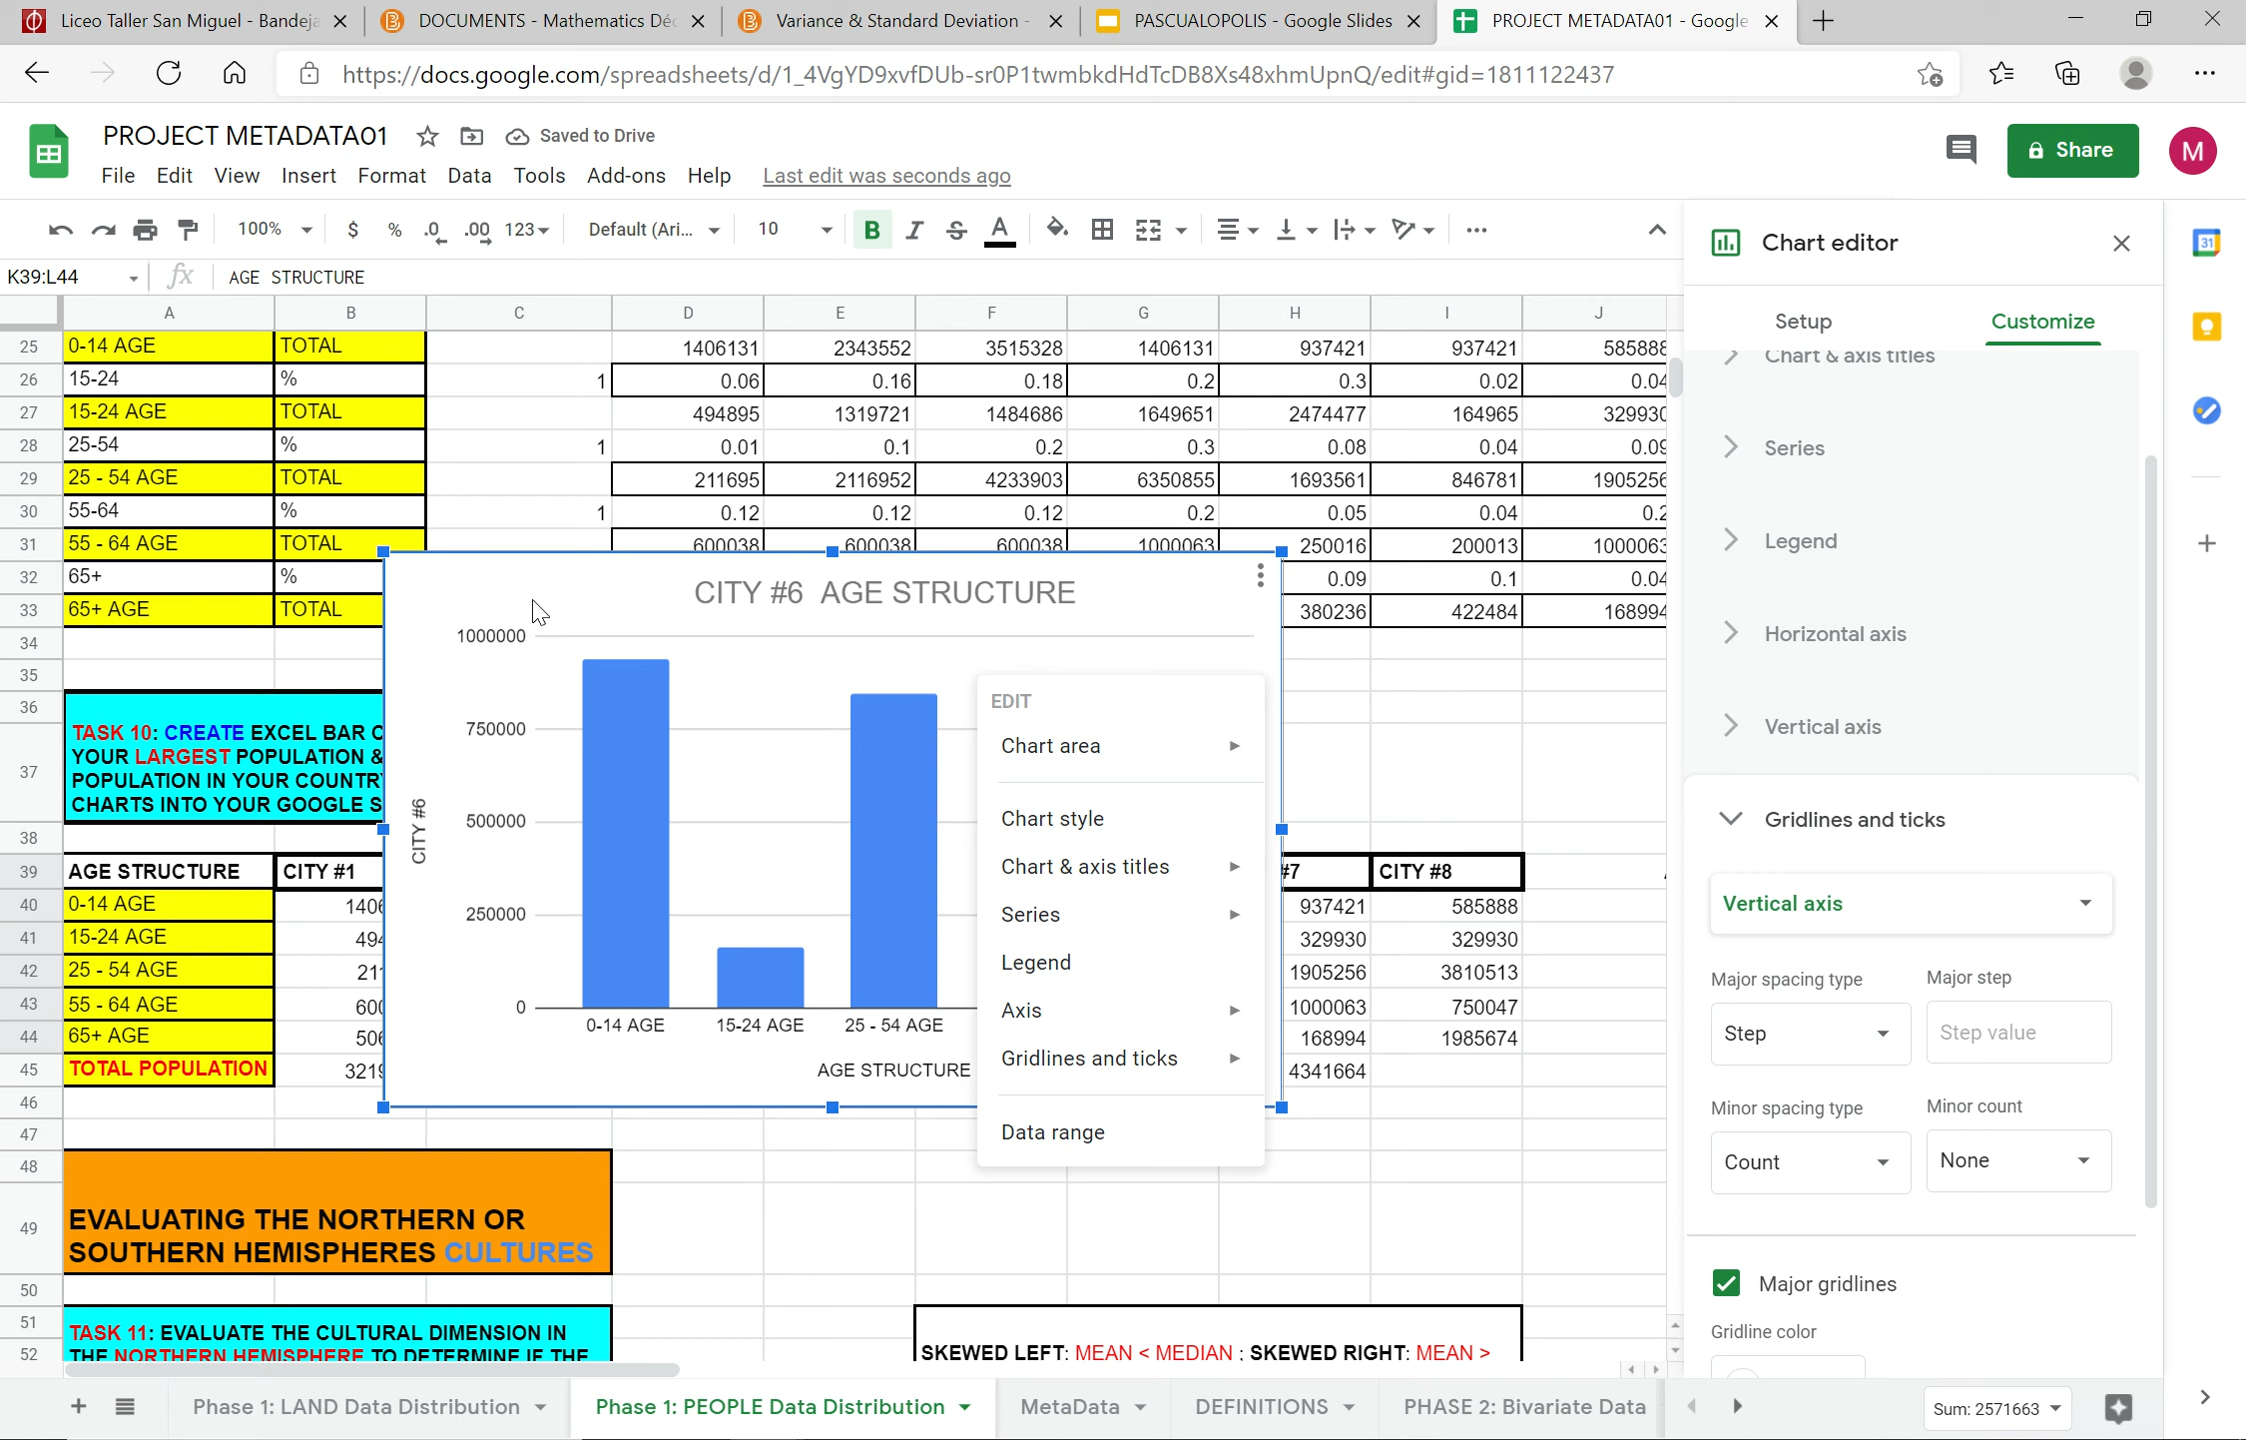 Liceo Taller San Miguel - Bandeja
DOCUMENTS - Mathematics Déc
Variance & Standard Deviation -
PASCUALOPOLIS - Google Slides
PROJECT METADATA01 - Google
https://docs.google.com/spreadsheets/d/1_4VgYD9xvfDUb-sr0P1twmbkdHdTcDB8Xs48xhmUpnQ/edit#gid=1811122437
PROJECT METADATA01 Saved to Drive
File Edit View Insert Format Data Tools Add-ons Help Last edit was seconds ago
Share
M
100% $ % .0 .00 123 Default (Ari... 10 B I S A
K39:L44 fx AGE STRUCTURE
A B C D E F G H I J
25 0-14 AGE TOTAL 1406131 2343552 3515328 1406131 937421 937421 585888
26 15-24 % 1 0.06 0.16 0.18 0.2 0.3 0.02 0.04
27 15-24 AGE TOTAL 494895 1319721 1484686 1649651 2474477 164965 329930
28 25-54 % 1 0.01 0.1 0.2 0.3 0.08 0.04 0.09
29 25 - 54 AGE TOTAL 211695 2116952 4233903 6350855 1693561 846781 1905256
30 55-64 % 1 0.12 0.12 0.12 0.2 0.05 0.04 0.2
31 55 - 64 AGE TOTAL 600038 600038 600038 1000063 250016 200013 1000063
32 65+ % 0.09 0.1 0.04
33 65+ AGE TOTAL 380236 422484 168994
34
35
36
37
TASK 10: CREATE EXCEL BAR C
YOUR LARGEST POPULATION &
POPULATION IN YOUR COUNTRY
CHARTS INTO YOUR GOOGLE S
38
39 AGE STRUCTURE CITY #1 #7 CITY #8
40 0-14 AGE 1406 937421 585888
41 15-24 AGE 494 329930 329930
42 25 - 54 AGE 211 1905256 3810513
43 55 - 64 AGE 600 1000063 750047
44 65+ AGE 506 168994 1985674
45 TOTAL POPULATION 3219 4341664
46
47
48
49
EVALUATING THE NORTHERN OR
SOUTHERN HEMISPHERES CULTURES
50
51
TASK 11: EVALUATE THE CULTURAL DIMENSION IN
52
THE NORTHERN HEMISPHERE TO DETERMINE IF THE
SKEWED LEFT: MEAN < MEDIAN ; SKEWED RIGHT: MEAN >
CITY #6 AGE STRUCTURE
1000000
750000
500000
250000
0
CITY #6
0-14 AGE 15-24 AGE 25 - 54 AGE
AGE STRUCTURE
EDIT
Chart area
Chart style
Chart & axis titles
Series
Legend
Axis
Gridlines and ticks
Data range
Chart editor
Setup Customize
Chart & axis titles
Series
Legend
Horizontal axis
Vertical axis
Gridlines and ticks
Vertical axis
Major spacing type Major step
Step Step value
Minor spacing type Minor count
Count None
Major gridlines
Gridline color
31
Phase 1: LAND Data Distribution Phase 1: PEOPLE Data Distribution MetaData DEFINITIONS PHASE 2: Bivariate Data
Sum: 2571663